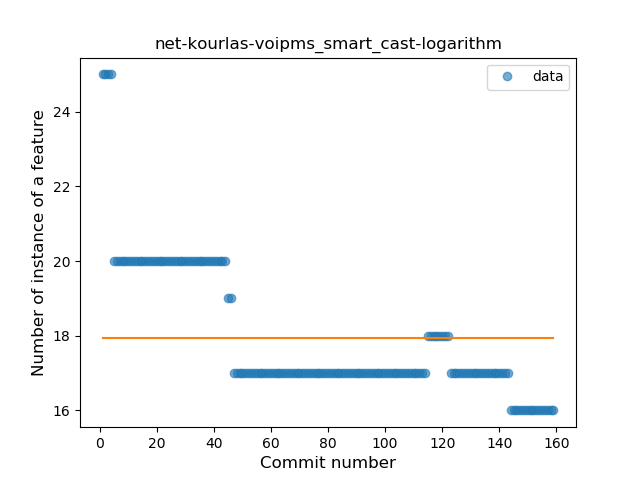 net-kourlas-voipms_smart_cast-logarithm
data
Number of instance of a feature
24
22
20
18
16
0 20 40 60 80 100 120 140 160
Commit number